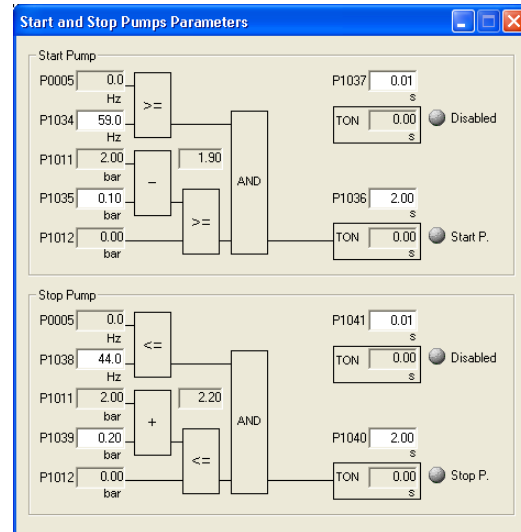 Start and Stop Pumps Parameters
Start Pump
P0005 0.0 Hz
>=
P1037 0.01 s
P1034 59.0 Hz
TON 0.00 s Disabled
P1011 2.00 bar
1.90
-
AND
P1035 0.10 bar
>=
P1036 2.00 s
P1012 0.00 bar
TON 0.00 s Start P.
Stop Pump
P0005 0.0 Hz
<=
P1041 0.01 s
P1038 44.0 Hz
TON 0.00 s Disabled
P1011 2.00 bar
2.20
+
AND
P1039 0.20 bar
<=
P1040 2.00 s
P1012 0.00 bar
TON 0.00 s Stop P.